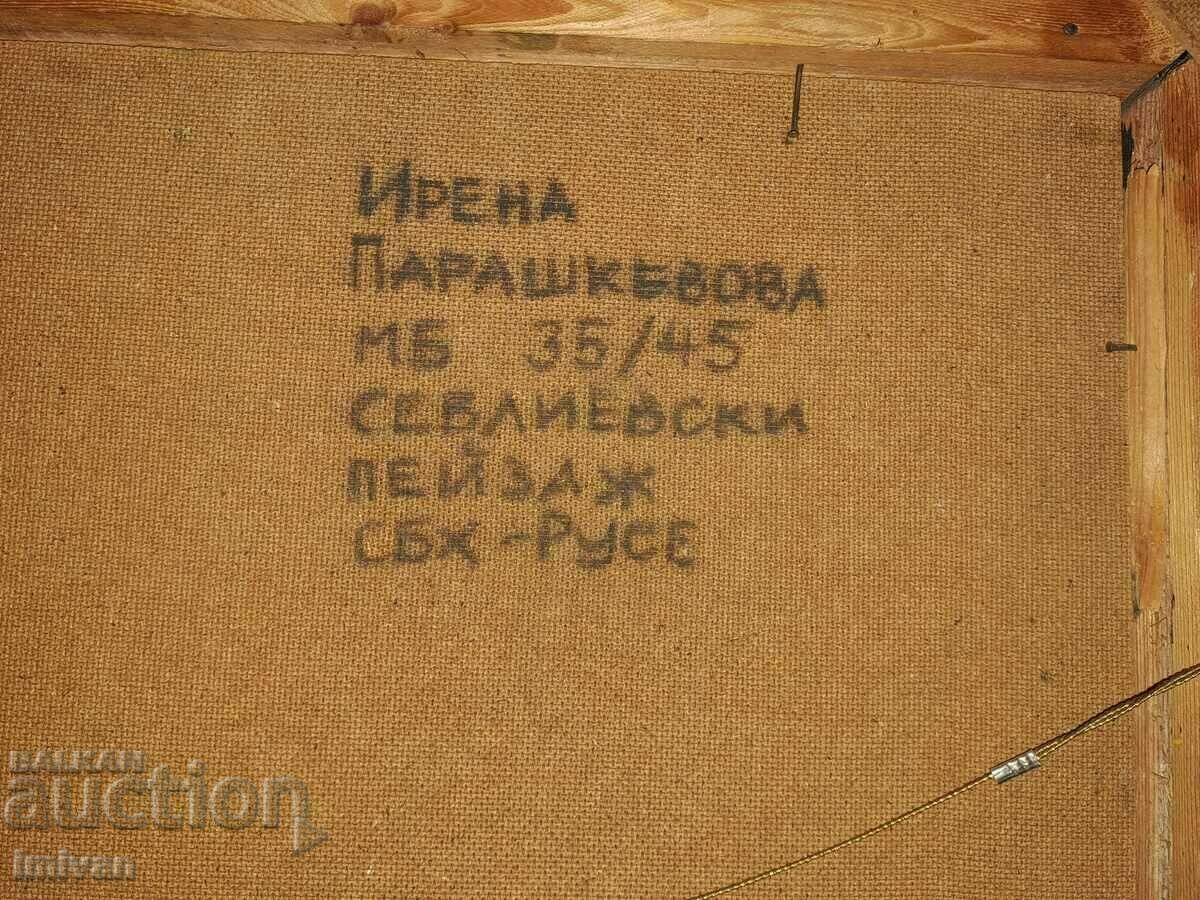 Ирена
Парашкевова
МБ 35/45
Севлиевски
пейзаж
СБХ - Русе
BALKAN
auction
imivan